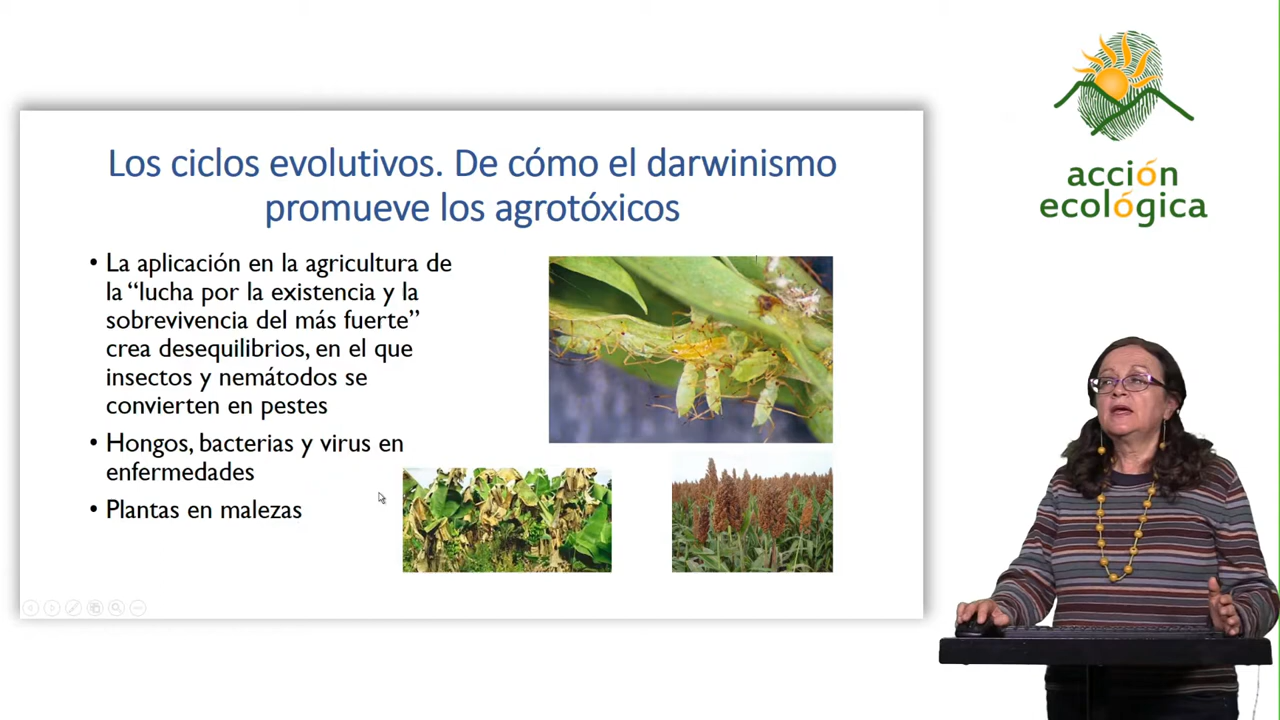 Los ciclos evolutivos. De cómo el darwinismo
promueve los agrotóxicos
• La aplicación en la agricultura de
la “lucha por la existencia y la
sobrevivencia del más fuerte”
crea desequilibrios, en el que
insectos y nemátodos se
convierten en pestes
• Hongos, bacterias y virus en
enfermedades
• Plantas en malezas
acción
ecológica